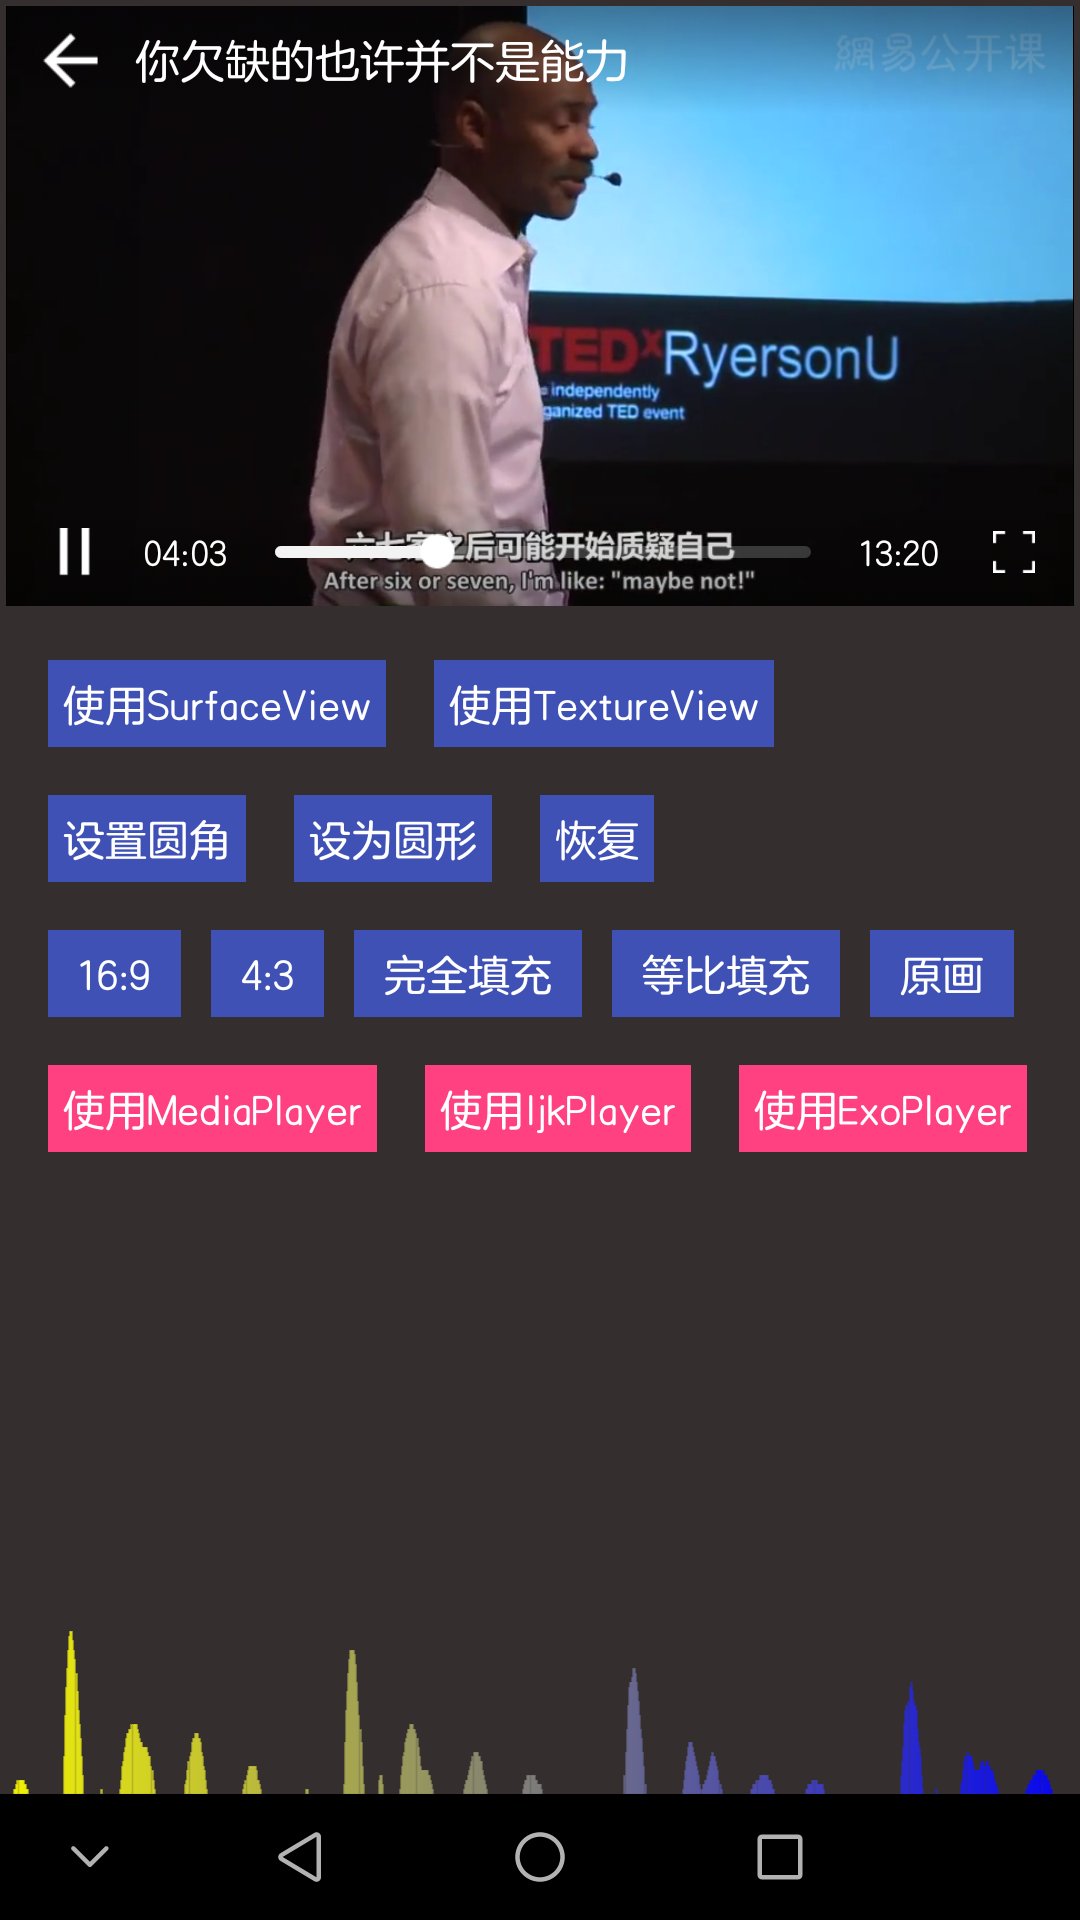 你欠缺的也许并不是能力
網易公开课
TEDxRyersonU
independently
ganized TED event
04:03
13:20
之后可能开始质疑自己
After six or seven, I'm like: "maybe not!"
使用SurfaceView
使用TextureView
设置圆角
设为圆形
恢复
16:9
4:3
完全填充
等比填充
原画
使用MediaPlayer
使用IjkPlayer
使用ExoPlayer